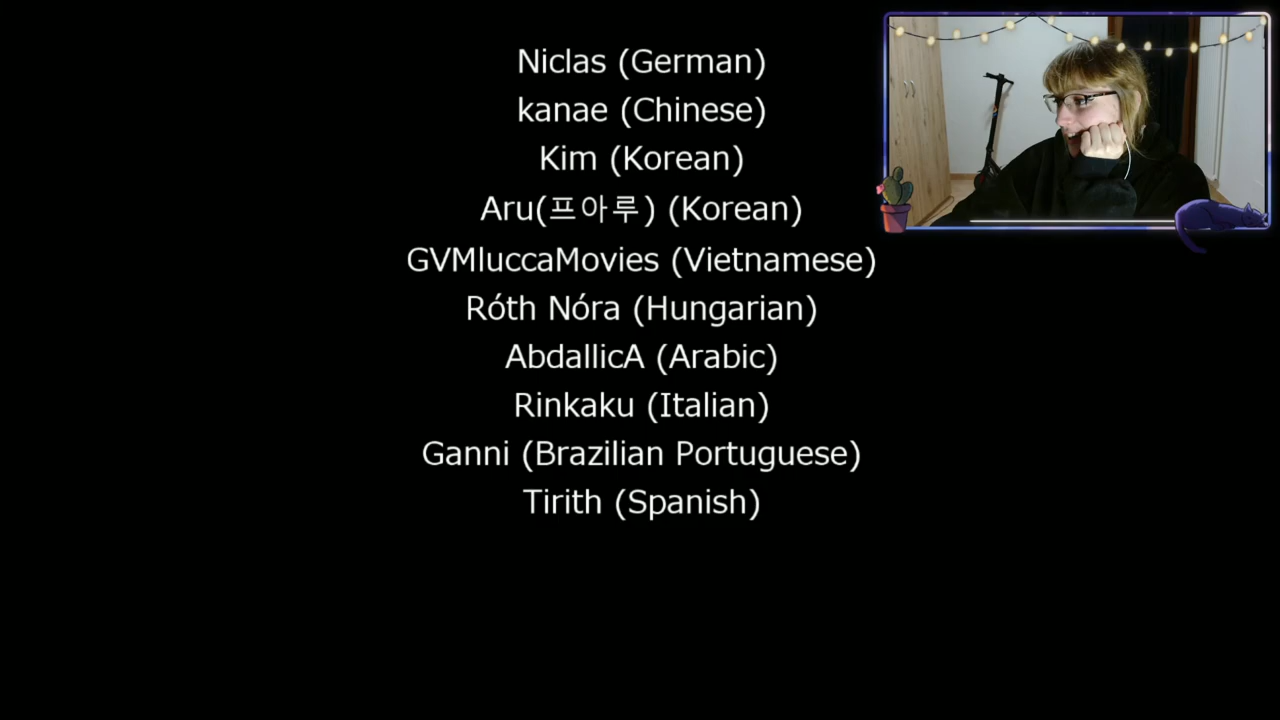 Niclas (German)
kanae (Chinese)
Kim (Korean)
Aru(프아루) (Korean)
GVMluccaMovies (Vietnamese)
Róth Nóra (Hungarian)
AbdallicA (Arabic)
Rinkaku (Italian)
Ganni (Brazilian Portuguese)
Tirith (Spanish)